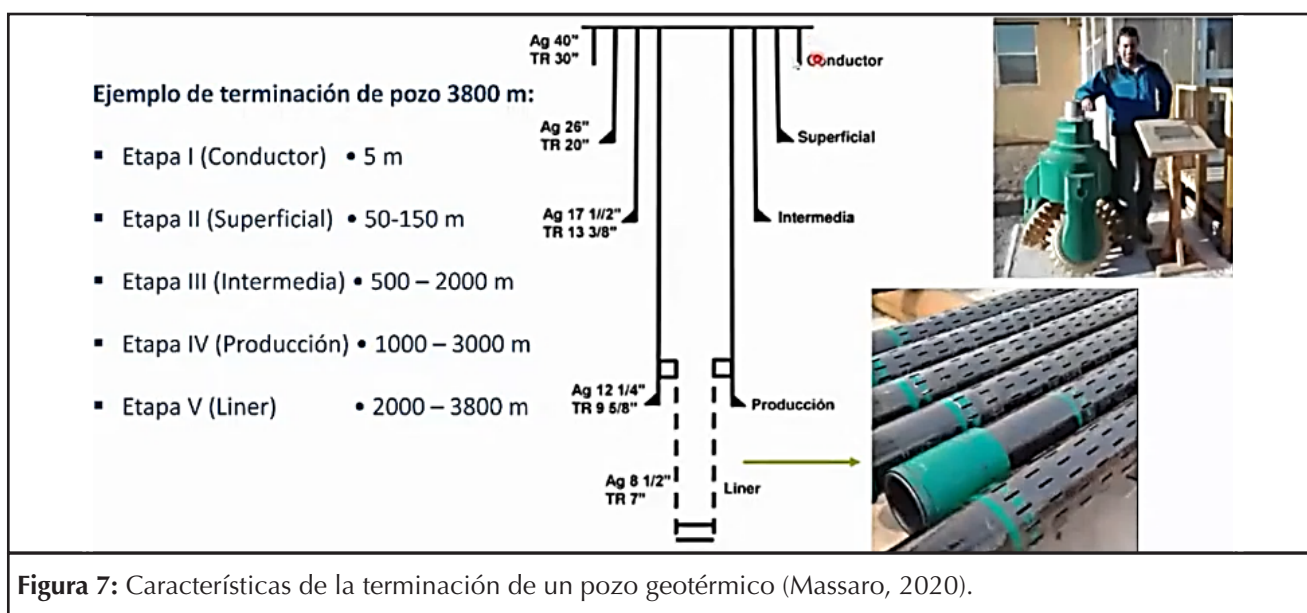 Ejemplo de terminación de pozo 3800 m:
▪ Etapa I (Conductor) • 5 m
▪ Etapa II (Superficial) • 50-150 m
▪ Etapa III (Intermedia) • 500 – 2000 m
▪ Etapa IV (Producción) • 1000 – 3000 m
▪ Etapa V (Liner) • 2000 – 3800 m
Ag 40"
TR 30"
Conductor
Ag 26"
TR 20"
Superficial
Ag 17 1//2"
TR 13 3/8"
Intermedia
Ag 12 1/4"
TR 9 5/8"
Producción
Ag 8 1/2"
TR 7"
Liner
Figura 7: Características de la terminación de un pozo geotérmico (Massaro, 2020).